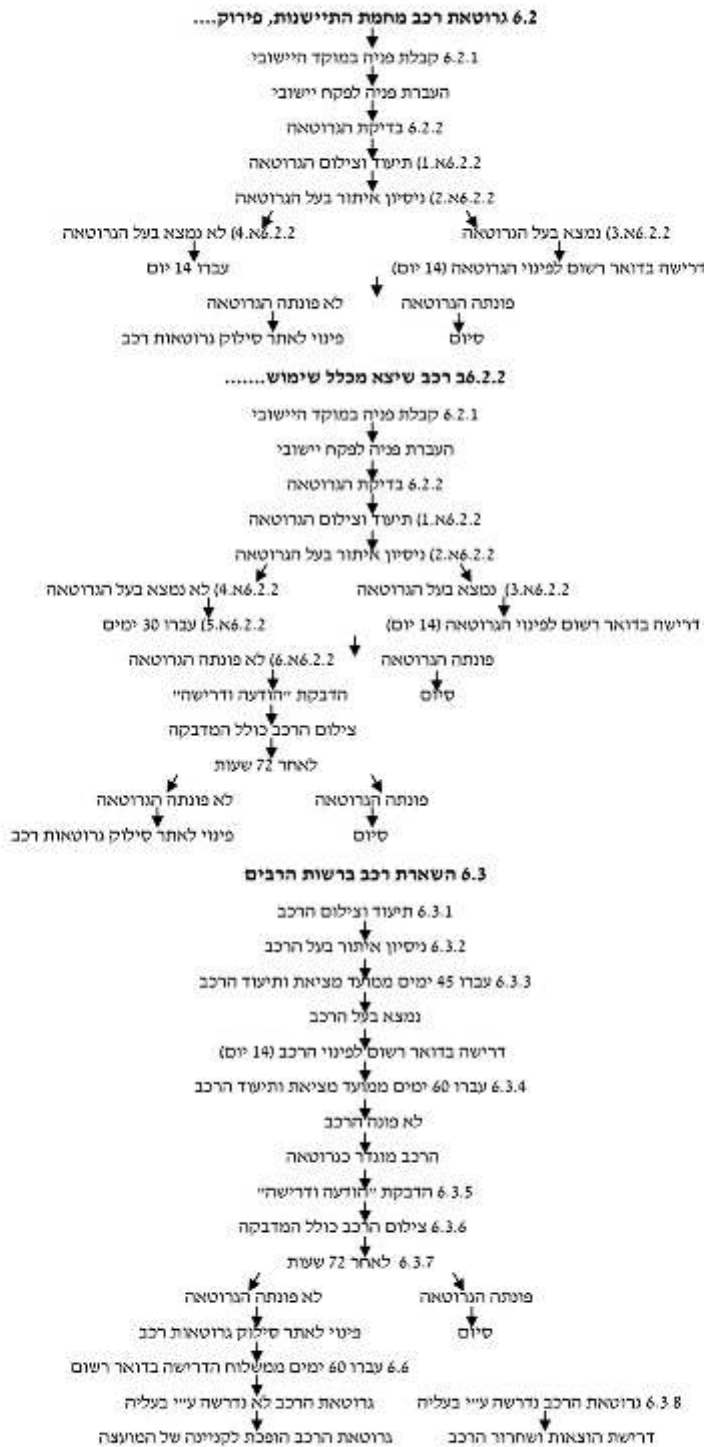 6.2 גרוטאת רכב מחמת התיישנות, פירוק....
6.2.1 קבלת פניה במוקד היישובי
העברת פניה לפקח יישובי
6.2.2 בדיקת הגרוטאה
6.2.2א.1) תיעוד וצילום הגרוטאה
6.2.2א.2) ניסיון איתור בעל הגרוטאה
6.2.2א.3) נמצא בעל הגרוטאה 6.2.2א.4) לא נמצא בעל הגרוטאה
דרישה בדואר רשום לפינוי הגרוטאה (14 יום) עברו 14 יום
פונתה הגרוטאה לא פונתה הגרוטאה
סיום פינוי לאתר סילוק גרוטאות רכב
6.2.2ב רכב שיצא מכלל שימוש.......
6.2.1 קבלת פניה במוקד היישובי
העברת פניה לפקח יישובי
6.2.2 בדיקת הגרוטאה
6.2.2א.1) תיעוד וצילום הגרוטאה
6.2.2א.2) ניסיון איתור בעל הגרוטאה
6.2.2א.3) נמצא בעל הגרוטאה 6.2.2א.4) לא נמצא בעל הגרוטאה
דרישה בדואר רשום לפינוי הגרוטאה (14 יום) 6.2.2א.5) עברו 30 ימים
פונתה הגרוטאה 6.2.2א.6) לא פונתה הגרוטאה
סיום הדבקת "הודעה ודרישה"
צילום הרכב כולל המדבקה
לאחר 72 שעות
פונתה הגרוטאה לא פונתה הגרוטאה
סיום פינוי לאתר סילוק גרוטאות רכב
6.3 השארת רכב ברשות הרבים
6.3.1 תיעוד וצילום הרכב
6.3.2 ניסיון איתור בעל הרכב
6.3.3 עברו 45 ימים ממועד מציאת ותיעוד הרכב
נמצא בעל הרכב
דרישה בדואר רשום לפינוי הרכב (14 יום)
6.3.4 עברו 60 ימים ממועד מציאת ותיעוד הרכב
לא פונה הרכב
הרכב מוגדר כגרוטאה
6.3.5 הדבקת "הודעה ודרישה"
6.3.6 צילום הרכב כולל המדבקה
6.3.7 לאחר 72 שעות
פונתה הגרוטאה לא פונתה הגרוטאה
סיום פינוי לאתר סילוק גרוטאות רכב
6.6 עברו 60 ימים ממשלוח הדרישה בדואר רשום
6.3.8 גרוטאת הרכב נדרשה ע"י בעליה גרוטאת הרכב לא נדרשה ע"י בעליה
דרישת הוצאות ושחרור הרכב גרוטאת הרכב הופכת לקניינה של המועצה